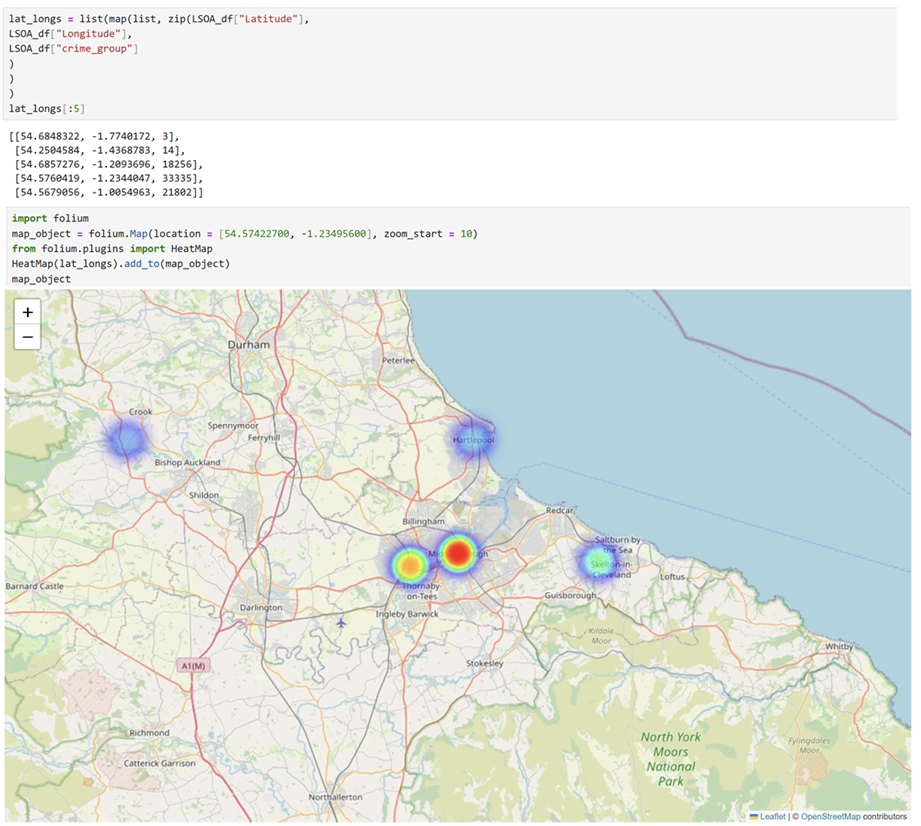 lat_longs = list(map(list, zip(LSOA_df["Latitude"],
LSOA_df["Longitude"],
LSOA_df["crime_group"]
)
)
)
lat_longs[:5]
[[54.6848322, -1.7740172, 3],
[54.2504584, -1.4368783, 14],
[54.6857276, -1.2093696, 18256],
[54.5760419, -1.2344047, 33335],
[54.5679056, -1.0054963, 21802]]
import folium
map_object = folium.Map(location = [54.57422700, -1.23495600], zoom_start = 10)
from folium.plugins import HeatMap
HeatMap(lat_longs).add_to(map_object)
map_object
+
−
Durham
Peterlee
Crook
Spennymoor
Ferryhill
Hartlepool
Bishop Auckland
Shildon
Billingham
Redcar
Saltburn by
the Sea
Skelton-in-
Cleveland
Loftus
Barnard Castle
Thornaby-
on-Tees
Guisborough
Darlington
Ingleby Barwick
Kildale
Moor
Whitby
A1(M)
Stokesley
Richmond
Catterick Garrison
North York
Moors
National
Park
Fylingdales
Moor
Northallerton
Leaflet | © OpenStreetMap contributors